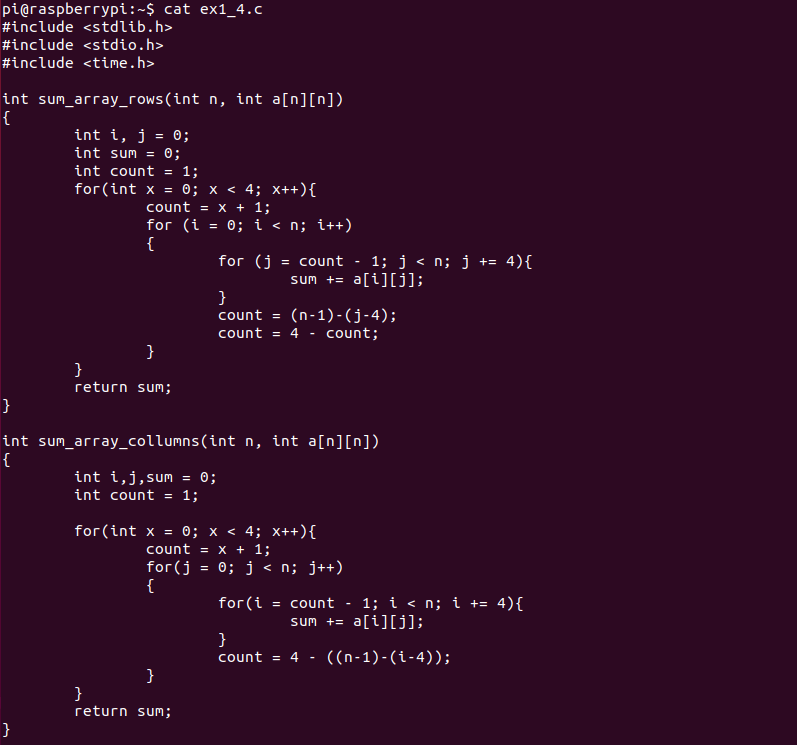 pi@raspberrypi:~$ cat ex1_4.c
#include <stdlib.h>
#include <stdio.h>
#include <time.h>

int sum_array_rows(int n, int a[n][n])
{
        int i, j = 0;
        int sum = 0;
        int count = 1;
        for(int x = 0; x < 4; x++){
                count = x + 1;
                for (i = 0; i < n; i++)
                {
                        for (j = count - 1; j < n; j += 4){
                                sum += a[i][j];
                        }
                        count = (n-1)-(j-4);
                        count = 4 - count;
                }
        }
        return sum;
}

int sum_array_collumns(int n, int a[n][n])
{
        int i,j,sum = 0;
        int count = 1;

        for(int x = 0; x < 4; x++){
                count = x + 1;
                for(j = 0; j < n; j++)
                {
                        for(i = count - 1; i < n; i += 4){
                                sum += a[i][j];
                        }
                        count = 4 - ((n-1)-(i-4));
                }
        }
        return sum;
}